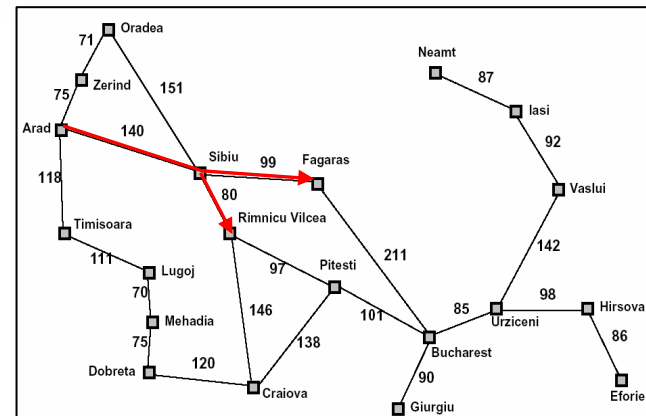 Oradea
71
Neamt
87
Zerind
75
151
Iasi
Arad
140
92
Sibiu
99
Fagaras
118
80
Vaslui
Rimnicu Vilcea
Timisoara
142
111
97
211
Lugoj
Pitesti
70
98
Hirsova
85
146
101
Mehadia
Urziceni
86
75
138
Bucharest
120
Dobreta
90
Eforie
Craiova
Giurgiu